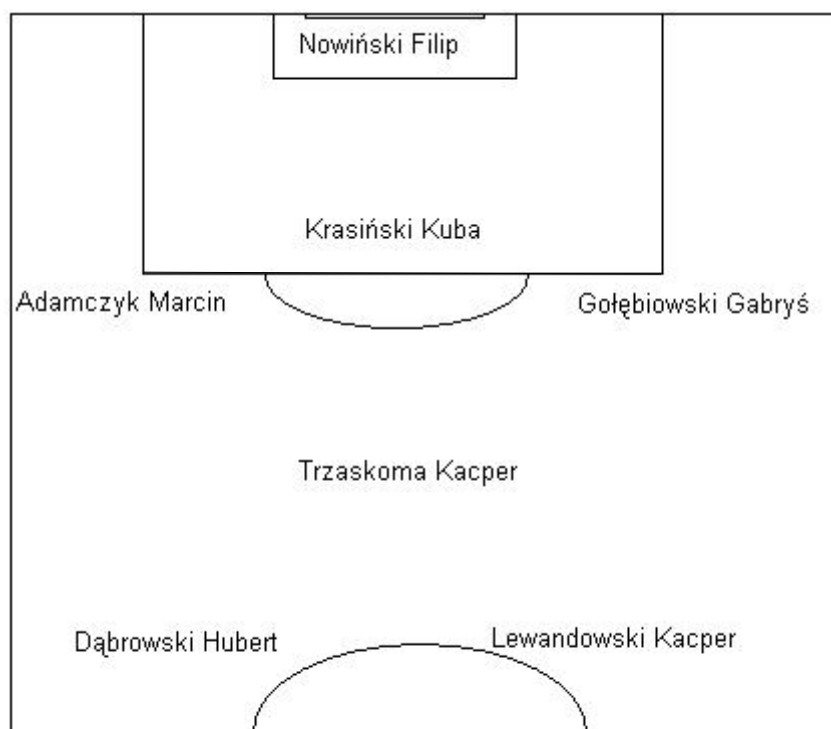 Nowiński Filip
Krasiński Kuba
Adamczyk Marcin
Gołębiowski Gabryś
Trzaskoma Kacper
Dąbrowski Hubert
Lewandowski Kacper